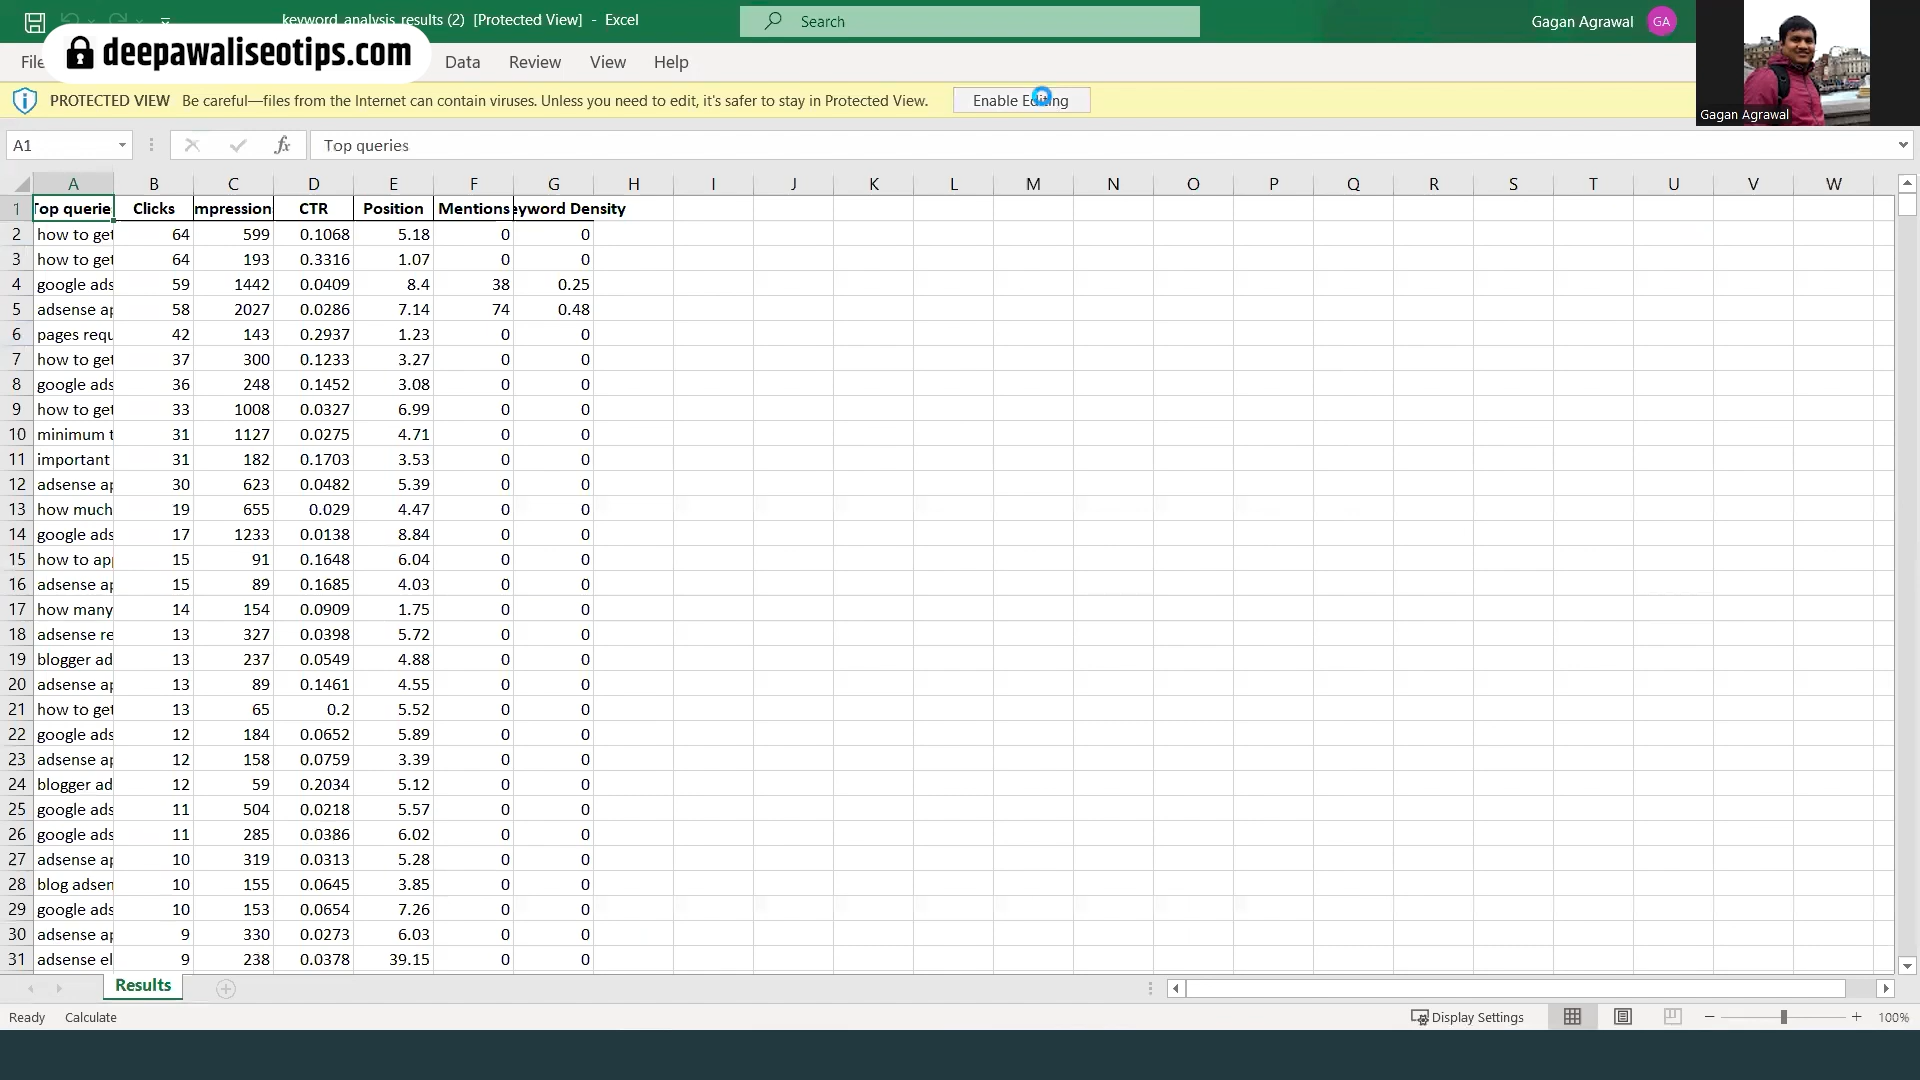 keyword_analysis_results (2) [Protected View] - Excel
Search
Gagan Agrawal GA
deepawaliseotips.com
File Data Review View Help
PROTECTED VIEW Be careful—files from the Internet can contain viruses. Unless you need to edit, it's safer to stay in Protected View. Enable Editing
Gagan Agrawal
A1 fx Top queries
A B C D E F G H I J K L M N O P Q R S T U V W
1 Top querie Clicks mpression CTR Position Mentions eyword Density
2 how to get 64 599 0.1068 5.18 0 0
3 how to get 64 193 0.3316 1.07 0 0
4 google ads 59 1442 0.0409 8.4 38 0.25
5 adsense ap 58 2027 0.0286 7.14 74 0.48
6 pages requ 42 143 0.2937 1.23 0 0
7 how to get 37 300 0.1233 3.27 0 0
8 google ads 36 248 0.1452 3.08 0 0
9 how to get 33 1008 0.0327 6.99 0 0
10 minimum t 31 1127 0.0275 4.71 0 0
11 important 31 182 0.1703 3.53 0 0
12 adsense ap 30 623 0.0482 5.39 0 0
13 how much 19 655 0.029 4.47 0 0
14 google ads 17 1233 0.0138 8.84 0 0
15 how to app 15 91 0.1648 6.04 0 0
16 adsense ap 15 89 0.1685 4.03 0 0
17 how many 14 154 0.0909 1.75 0 0
18 adsense re 13 327 0.0398 5.72 0 0
19 blogger ad 13 237 0.0549 4.88 0 0
20 adsense ap 13 89 0.1461 4.55 0 0
21 how to get 13 65 0.2 5.52 0 0
22 google ads 12 184 0.0652 5.89 0 0
23 adsense ap 12 158 0.0759 3.39 0 0
24 blogger ad 12 59 0.2034 5.12 0 0
25 google ads 11 504 0.0218 5.57 0 0
26 google ads 11 285 0.0386 6.02 0 0
27 adsense ap 10 319 0.0313 5.28 0 0
28 blog adsen 10 155 0.0645 3.85 0 0
29 google ads 10 153 0.0654 7.26 0 0
30 adsense ap 9 330 0.0273 6.03 0 0
31 adsense el 9 238 0.0378 39.15 0 0
Results
Ready Calculate Display Settings 100%